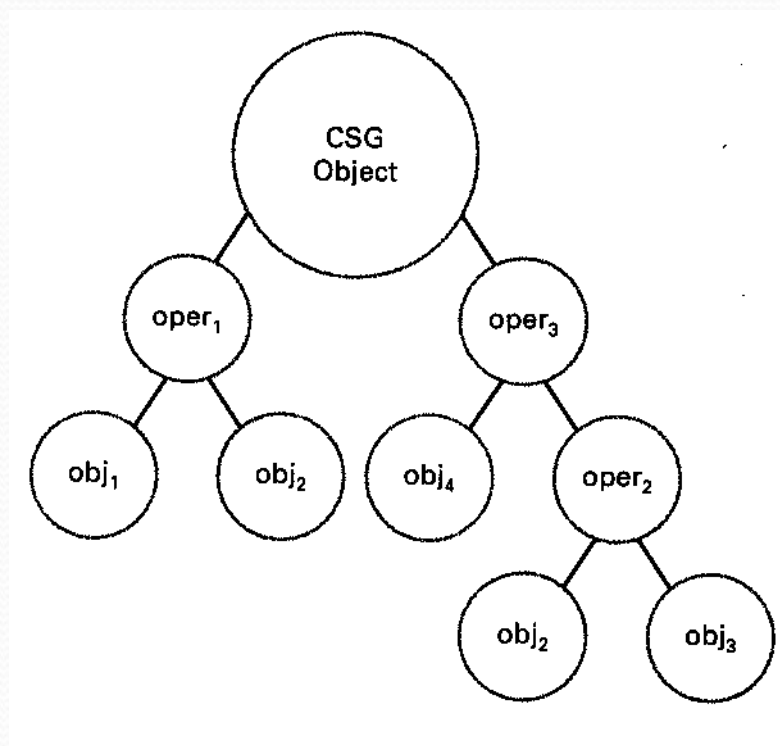 CSG
Object
oper₁
oper₃
obj₁
obj₂
obj₄
oper₂
obj₂
obj₃